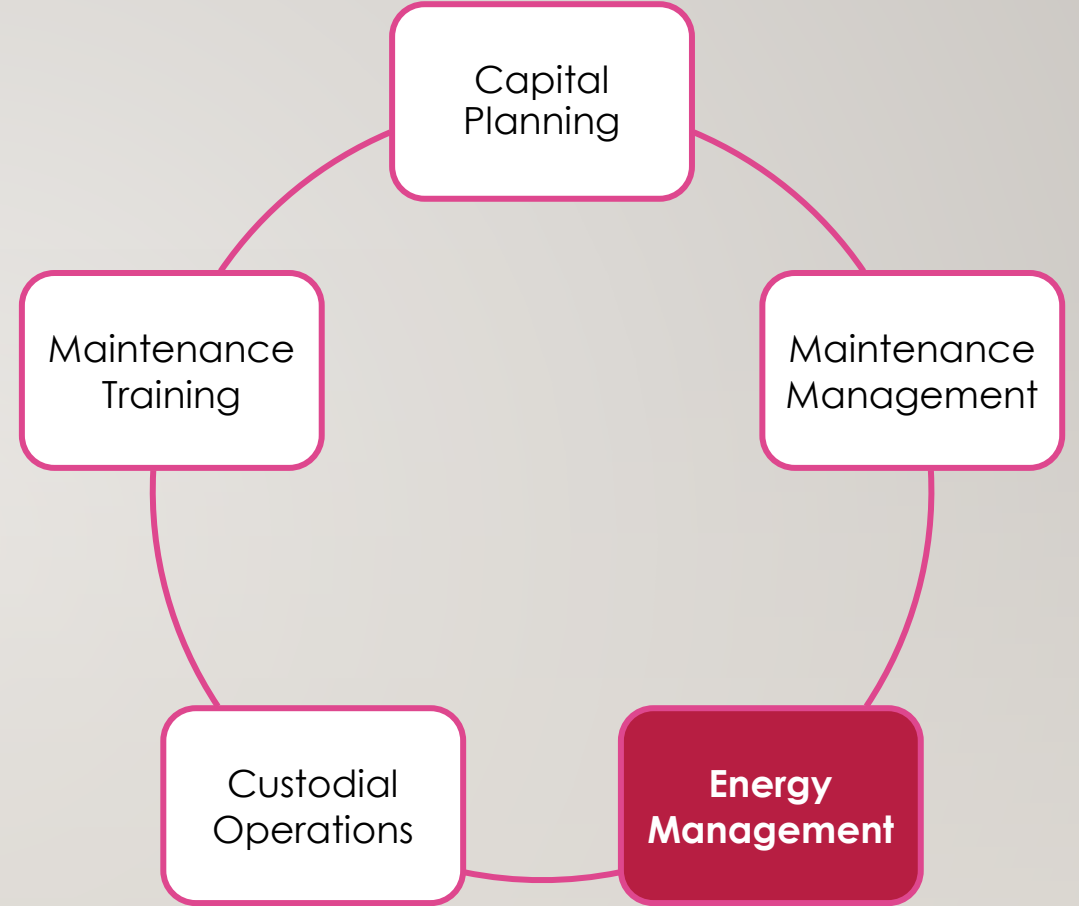 Capital
Planning
Maintenance
Training
Maintenance
Management
Custodial
Operations
Energy
Management